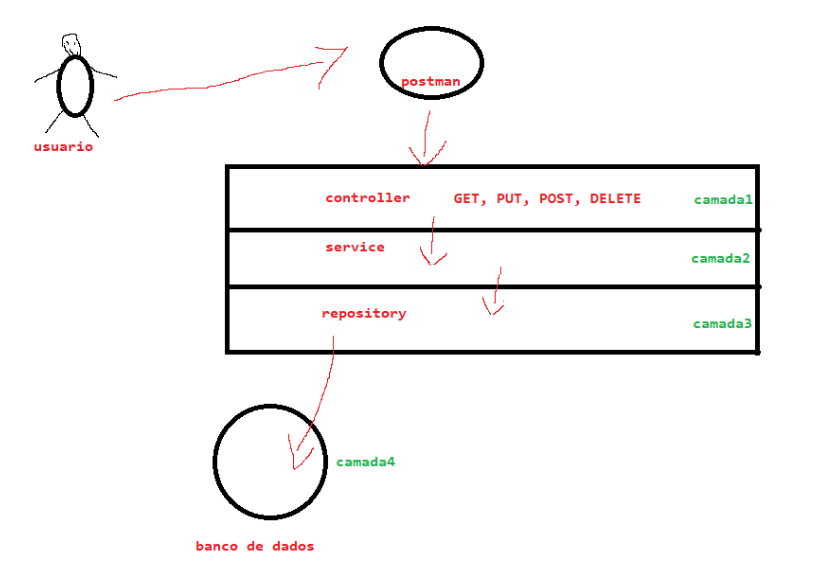 postman
usuario
controller GET, PUT, POST, DELETE camada1
service camada2
repository camada3
camada4
banco de dados